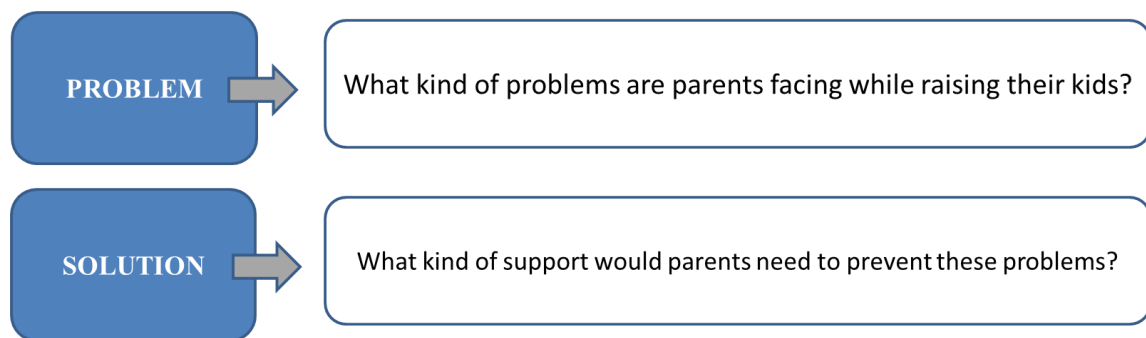 PROBLEM
What kind of problems are parents facing while raising their kids?
SOLUTION
What kind of support would parents need to prevent these problems?